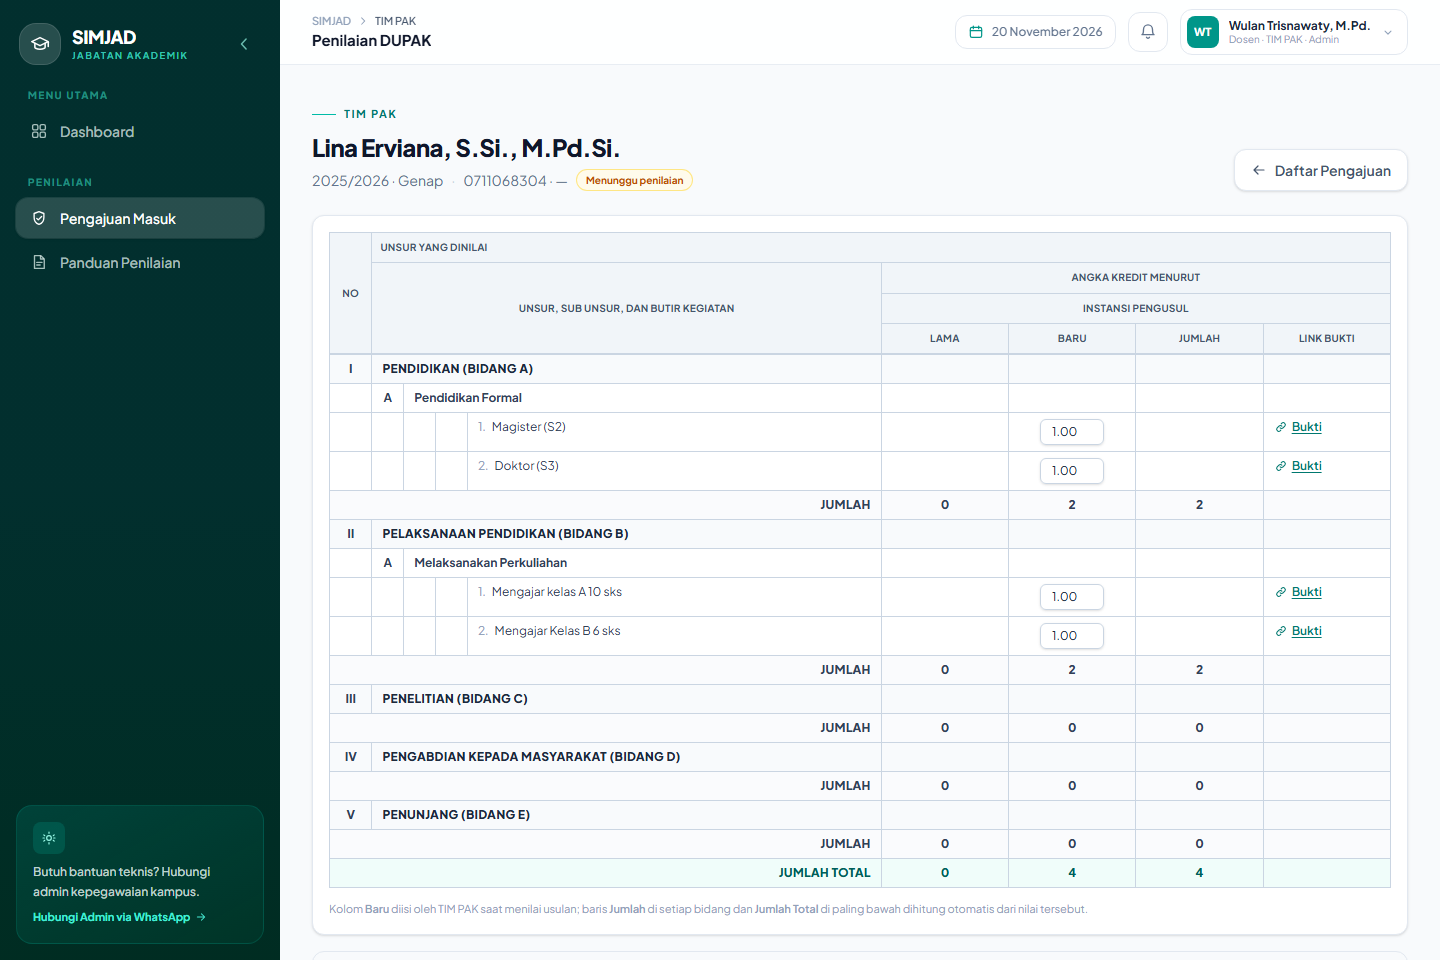 SIMJAD
JABATAN AKADEMIK
MENU UTAMA
Dashboard
PENILAIAN
Pengajuan Masuk
Panduan Penilaian
Butuh bantuan teknis? Hubungi
admin kepegawaian kampus.
Hubungi Admin via WhatsApp →
SIMJAD > TIM PAK
Penilaian DUPAK
20 November 2026
WT
Wulan Trisnawaty, M.Pd.
Dosen · TIM PAK · Admin
TIM PAK
Lina Erviana, S.Si., M.Pd.Si.
2025/2026 · Genap · 0711068304 · — Menunggu penilaian
← Daftar Pengajuan
NO
UNSUR YANG DINILAI
UNSUR, SUB UNSUR, DAN BUTIR KEGIATAN
ANGKA KREDIT MENURUT
INSTANSI PENGUSUL
LAMA BARU JUMLAH LINK BUKTI
I PENDIDIKAN (BIDANG A)
A Pendidikan Formal
1. Magister (S2) 1.00 Bukti
2. Doktor (S3) 1.00 Bukti
JUMLAH 0 2 2
II PELAKSANAAN PENDIDIKAN (BIDANG B)
A Melaksanakan Perkuliahan
1. Mengajar kelas A 10 sks 1.00 Bukti
2. Mengajar Kelas B 6 sks 1.00 Bukti
JUMLAH 0 2 2
III PENELITIAN (BIDANG C)
JUMLAH 0 0 0
IV PENGABDIAN KEPADA MASYARAKAT (BIDANG D)
JUMLAH 0 0 0
V PENUNJANG (BIDANG E)
JUMLAH 0 0 0
JUMLAH TOTAL 0 4 4
Kolom Baru diisi oleh TIM PAK saat menilai usulan; baris Jumlah di setiap bidang dan Jumlah Total di paling bawah dihitung otomatis dari nilai tersebut.